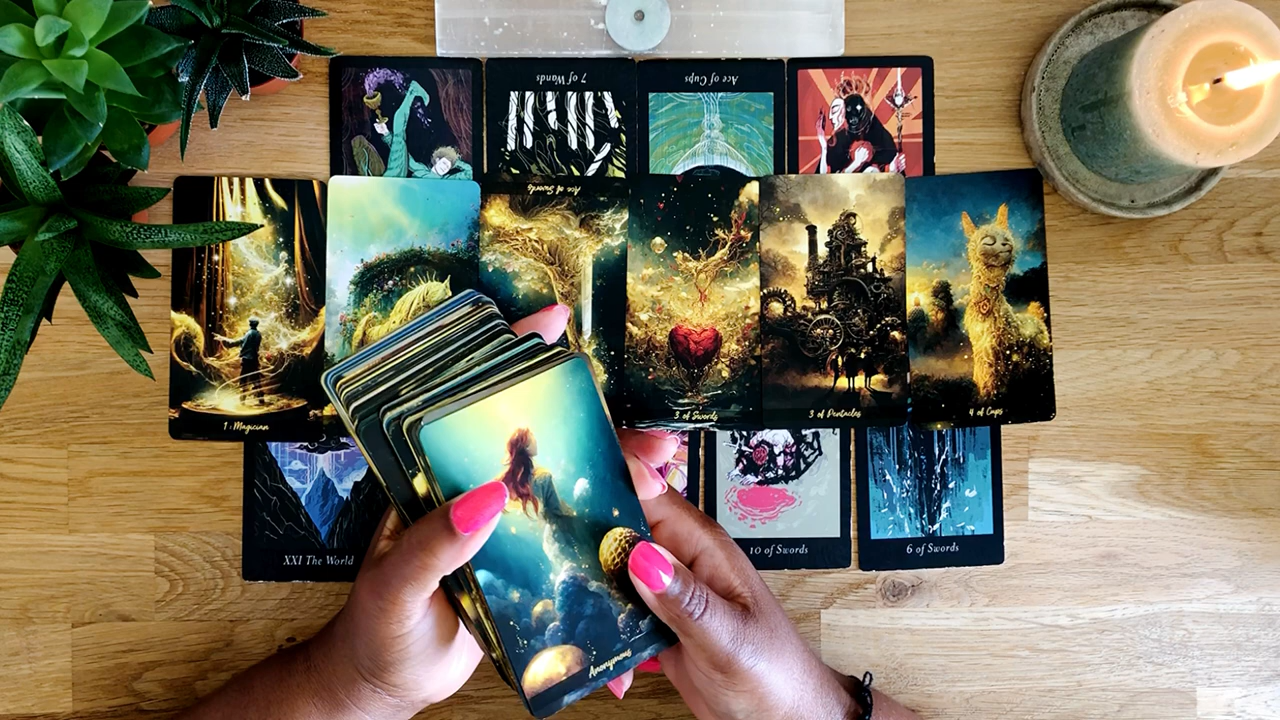 7 of Wands
Ace of Cups
Ace of Swords
1 : Magician
3 of Swords
3 of Pentacles
4 of Cups
XXI The World
10 of Swords
6 of Swords
Anonymous